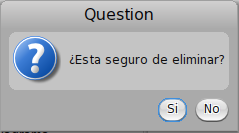 Question
¿Esta seguro de eliminar?
Si No